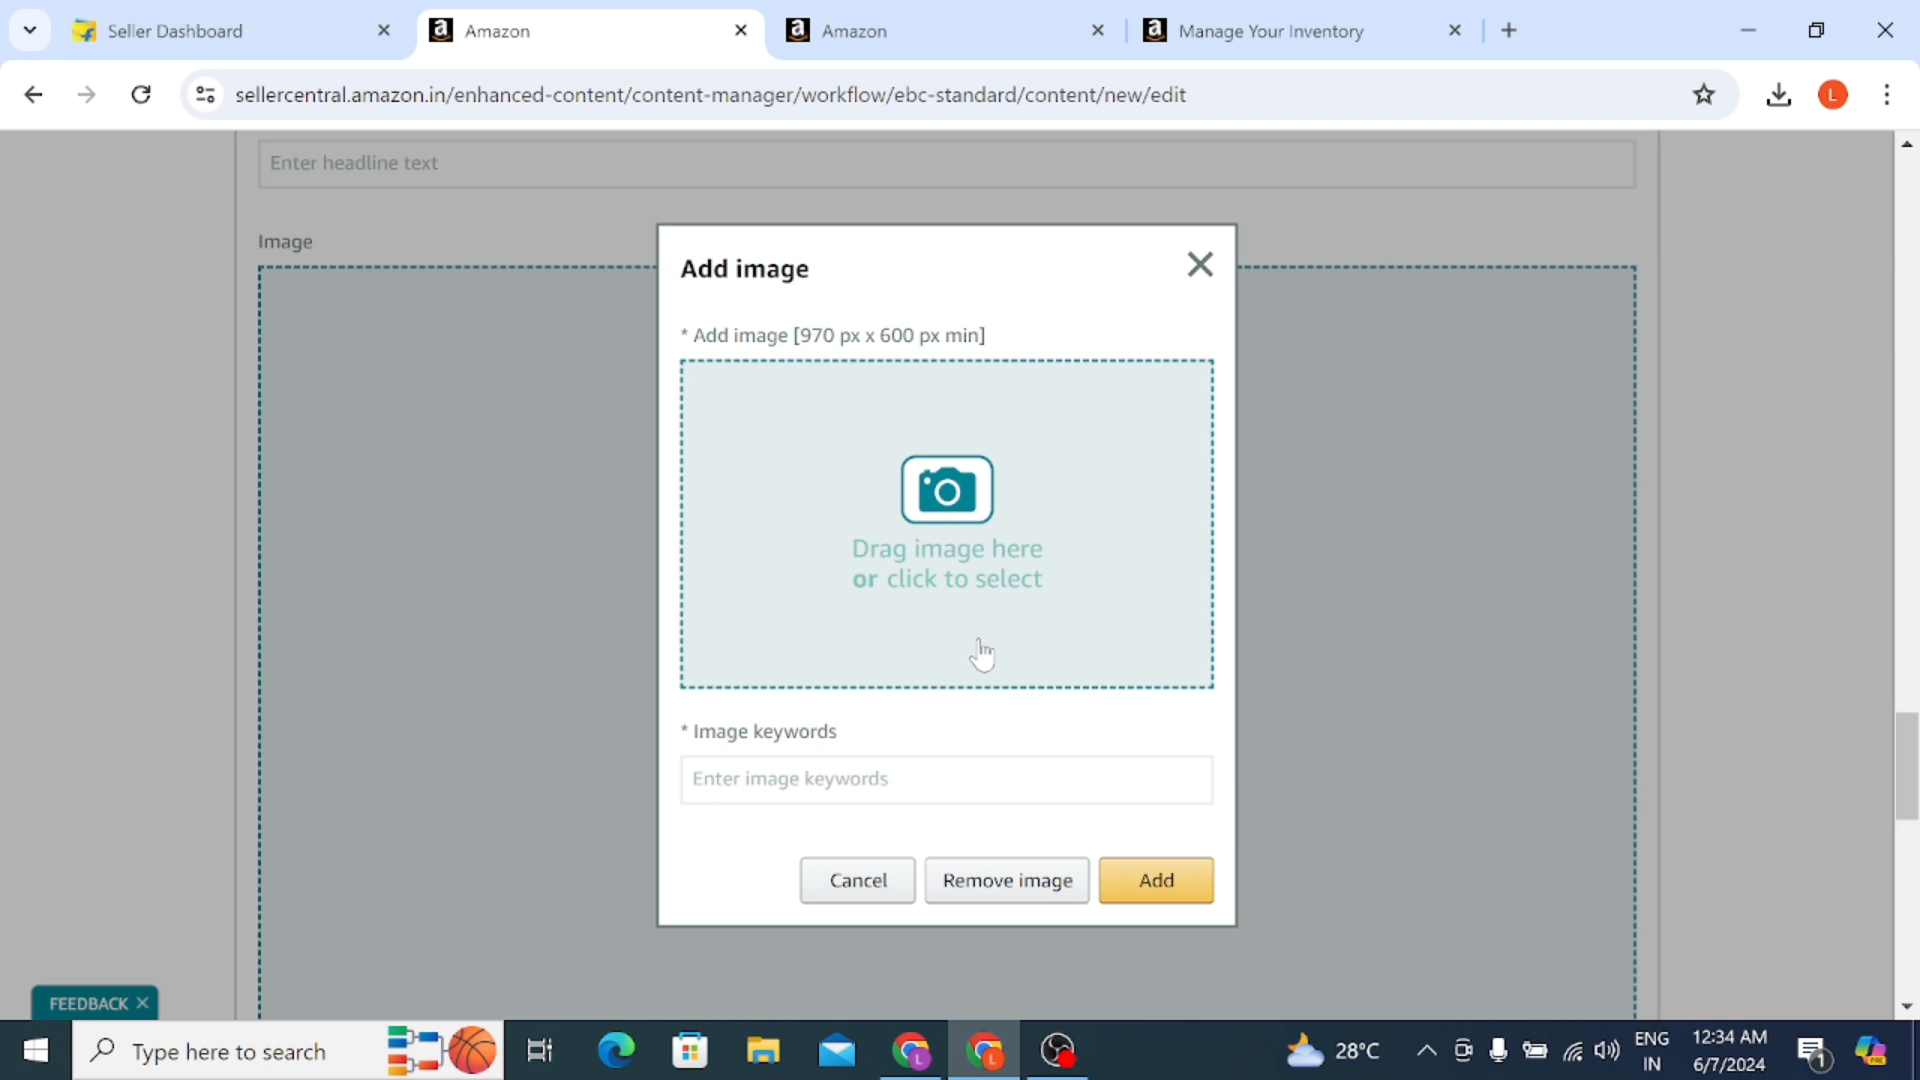 Seller Dashboard
Amazon
Amazon
Manage Your Inventory
sellercentral.amazon.in/enhanced-content/content-manager/workflow/ebc-standard/content/new/edit
L
Enter headline text
Image
Add image
* Add image [970 px x 600 px min]
Drag image here
or click to select
* Image keywords
Enter image keywords
Cancel
Remove image
Add
FEEDBACK
Type here to search
28°C
ENG
IN
12:34 AM
6/7/2024
1